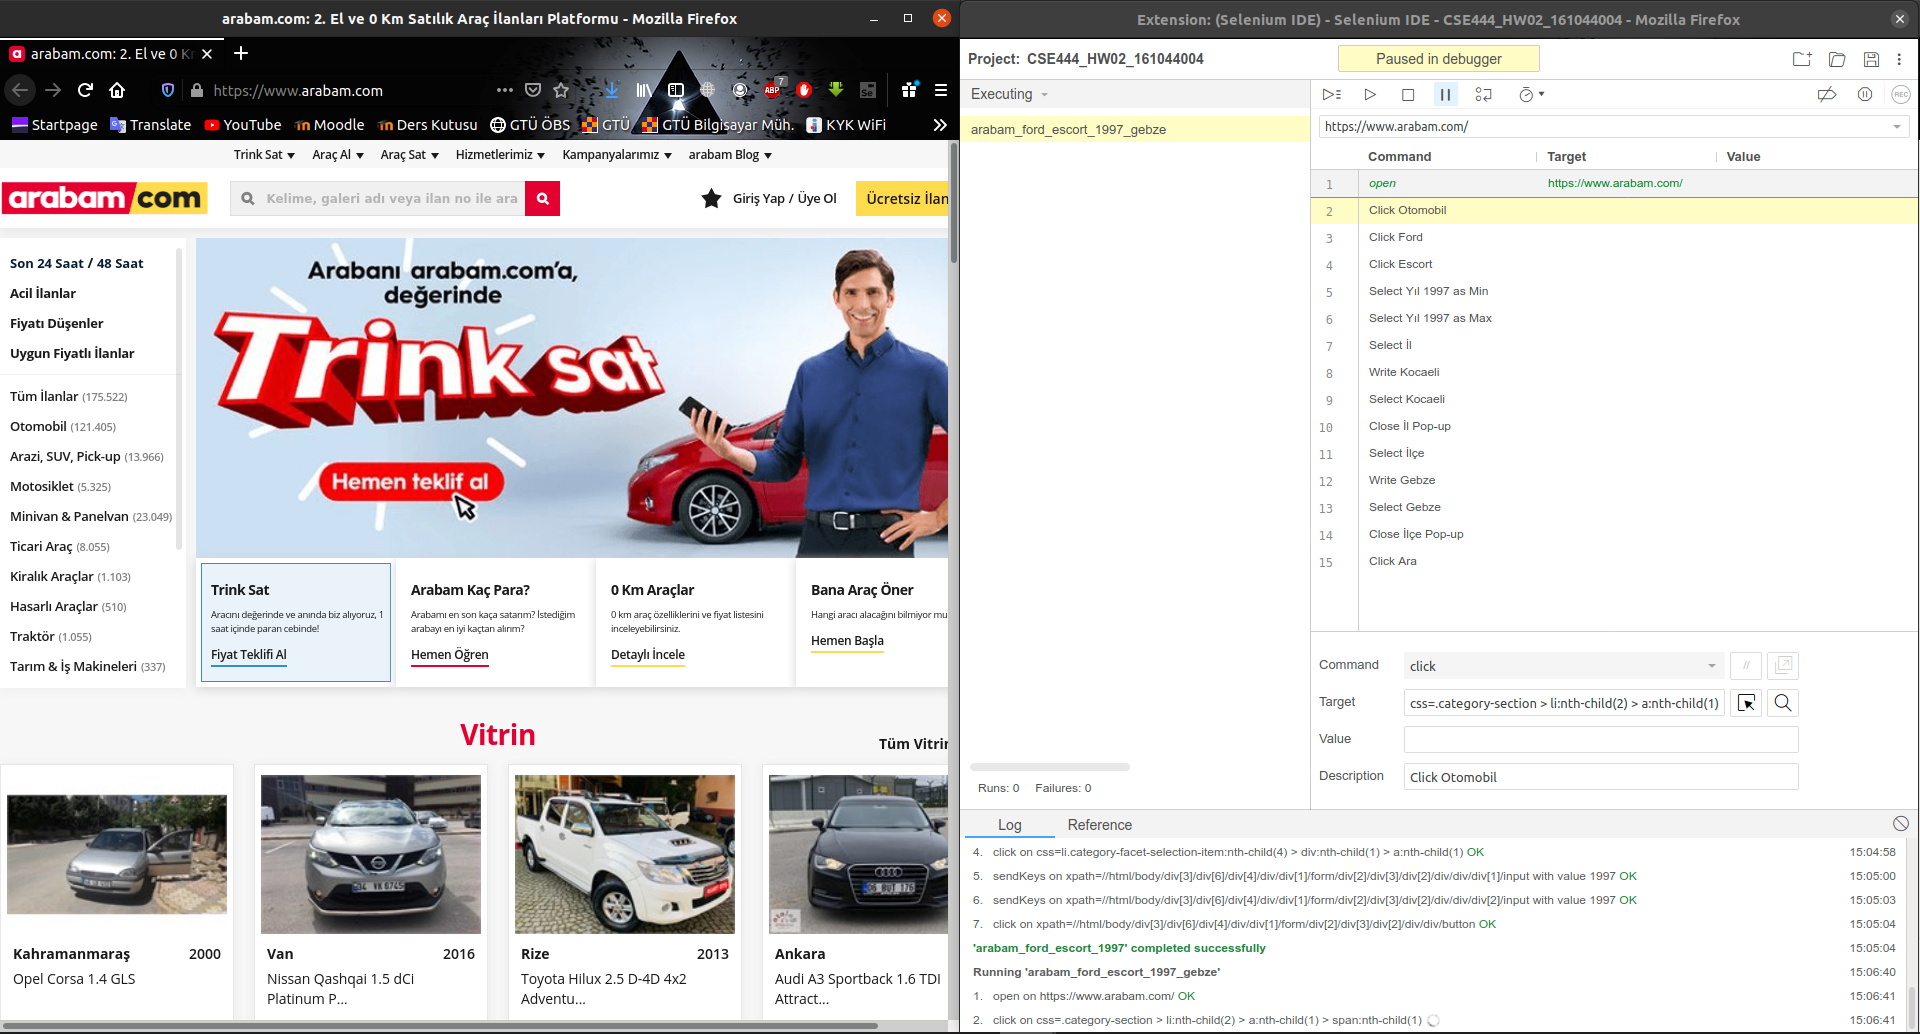 arabam.com: 2. El ve 0 Km Satılık Araç İlanları Platformu - Mozilla Firefox
arabam.com: 2. El ve 0 Km
https://www.arabam.com
7
ABP
Se
Startpage
Translate
YouTube
Moodle
Ders Kutusu
GTÜ ÖBS
GTÜ
GTÜ Bilgisayar Müh.
KYK WiFi
Trink Sat
Araç Al
Araç Sat
Hizmetlerimiz
Kampanyalarımız
arabam Blog
arabam.com
Kelime, galeri adı veya ilan no ile ara
Giriş Yap / Üye Ol
Ücretsiz İlan
Son 24 Saat / 48 Saat
Acil İlanlar
Fiyatı Düşenler
Uygun Fiyatlı İlanlar
Tüm İlanlar (175.522)
Otomobil (121.405)
Arazi, SUV, Pick-up (13.966)
Motosiklet (5.325)
Minivan & Panelvan (23.049)
Ticari Araç (8.055)
Kiralık Araçlar (1.103)
Hasarlı Araçlar (510)
Traktör (1.055)
Tarım & İş Makineleri (337)
Arabanı arabam.com'a,
değerinde
Trink sat
Hemen teklif al
Trink Sat
Aracını değerinde ve anında biz alıyoruz, 1
saat içinde paran cebinde!
Fiyat Teklifi Al
Arabam Kaç Para?
Arabamı en son kaça satarım? İstediğim
arabayı en iyi kaçtan alırım?
Hemen Öğren
0 Km Araçlar
0 km araç özelliklerini ve fiyat listesini
inceleyebilirsiniz.
Detaylı İncele
Bana Araç Öner
Hangi aracı alacağını bilmiyor mu
Hemen Başla
Vitrin
Tüm Vitrin
Kahramanmaraş 2000
Opel Corsa 1.4 GLS
Van 2016
Nissan Qashqai 1.5 dCi
Platinum P...
Rize 2013
Toyota Hilux 2.5 D-4D 4x2
Adventu...
Ankara
Audi A3 Sportback 1.6 TDI
Attract...
Extension: (Selenium IDE) - Selenium IDE - CSE444_HW02_161044004 - Mozilla Firefox
Project: CSE444_HW02_161044004
Paused in debugger
Executing
arabam_ford_escort_1997_gebze
REC
https://www.arabam.com/
Command Target Value
1 open https://www.arabam.com/
2 Click Otomobil
3 Click Ford
4 Click Escort
5 Select Yıl 1997 as Min
6 Select Yıl 1997 as Max
7 Select İl
8 Write Kocaeli
9 Select Kocaeli
10 Close İl Pop-up
11 Select İlçe
12 Write Gebze
13 Select Gebze
14 Close İlçe Pop-up
15 Click Ara
Command click //
Target css=.category-section > li:nth-child(2) > a:nth-child(1)
Value
Description Click Otomobil
Runs: 0 Failures: 0
Log Reference
4. click on css=li.category-facet-selection-item:nth-child(4) > div:nth-child(1) > a:nth-child(1) OK 15:04:58
5. sendKeys on xpath=//html/body/div[3]/div[6]/div[4]/div/div[1]/form/div[2]/div[3]/div[2]/div/div/div[1]/input with value 1997 OK 15:05:00
6. sendKeys on xpath=//html/body/div[3]/div[6]/div[4]/div/div[1]/form/div[2]/div[3]/div[2]/div/div/div[2]/input with value 1997 OK 15:05:03
7. click on xpath=//html/body/div[3]/div[6]/div[4]/div/div[1]/form/div[2]/div[3]/div[2]/div/div/button OK 15:05:04
'arabam_ford_escort_1997' completed successfully 15:05:04
Running 'arabam_ford_escort_1997_gebze' 15:06:40
1. open on https://www.arabam.com/ OK 15:06:41
2. click on css=.category-section > li:nth-child(2) > a:nth-child(1) > span:nth-child(1) 15:06:41